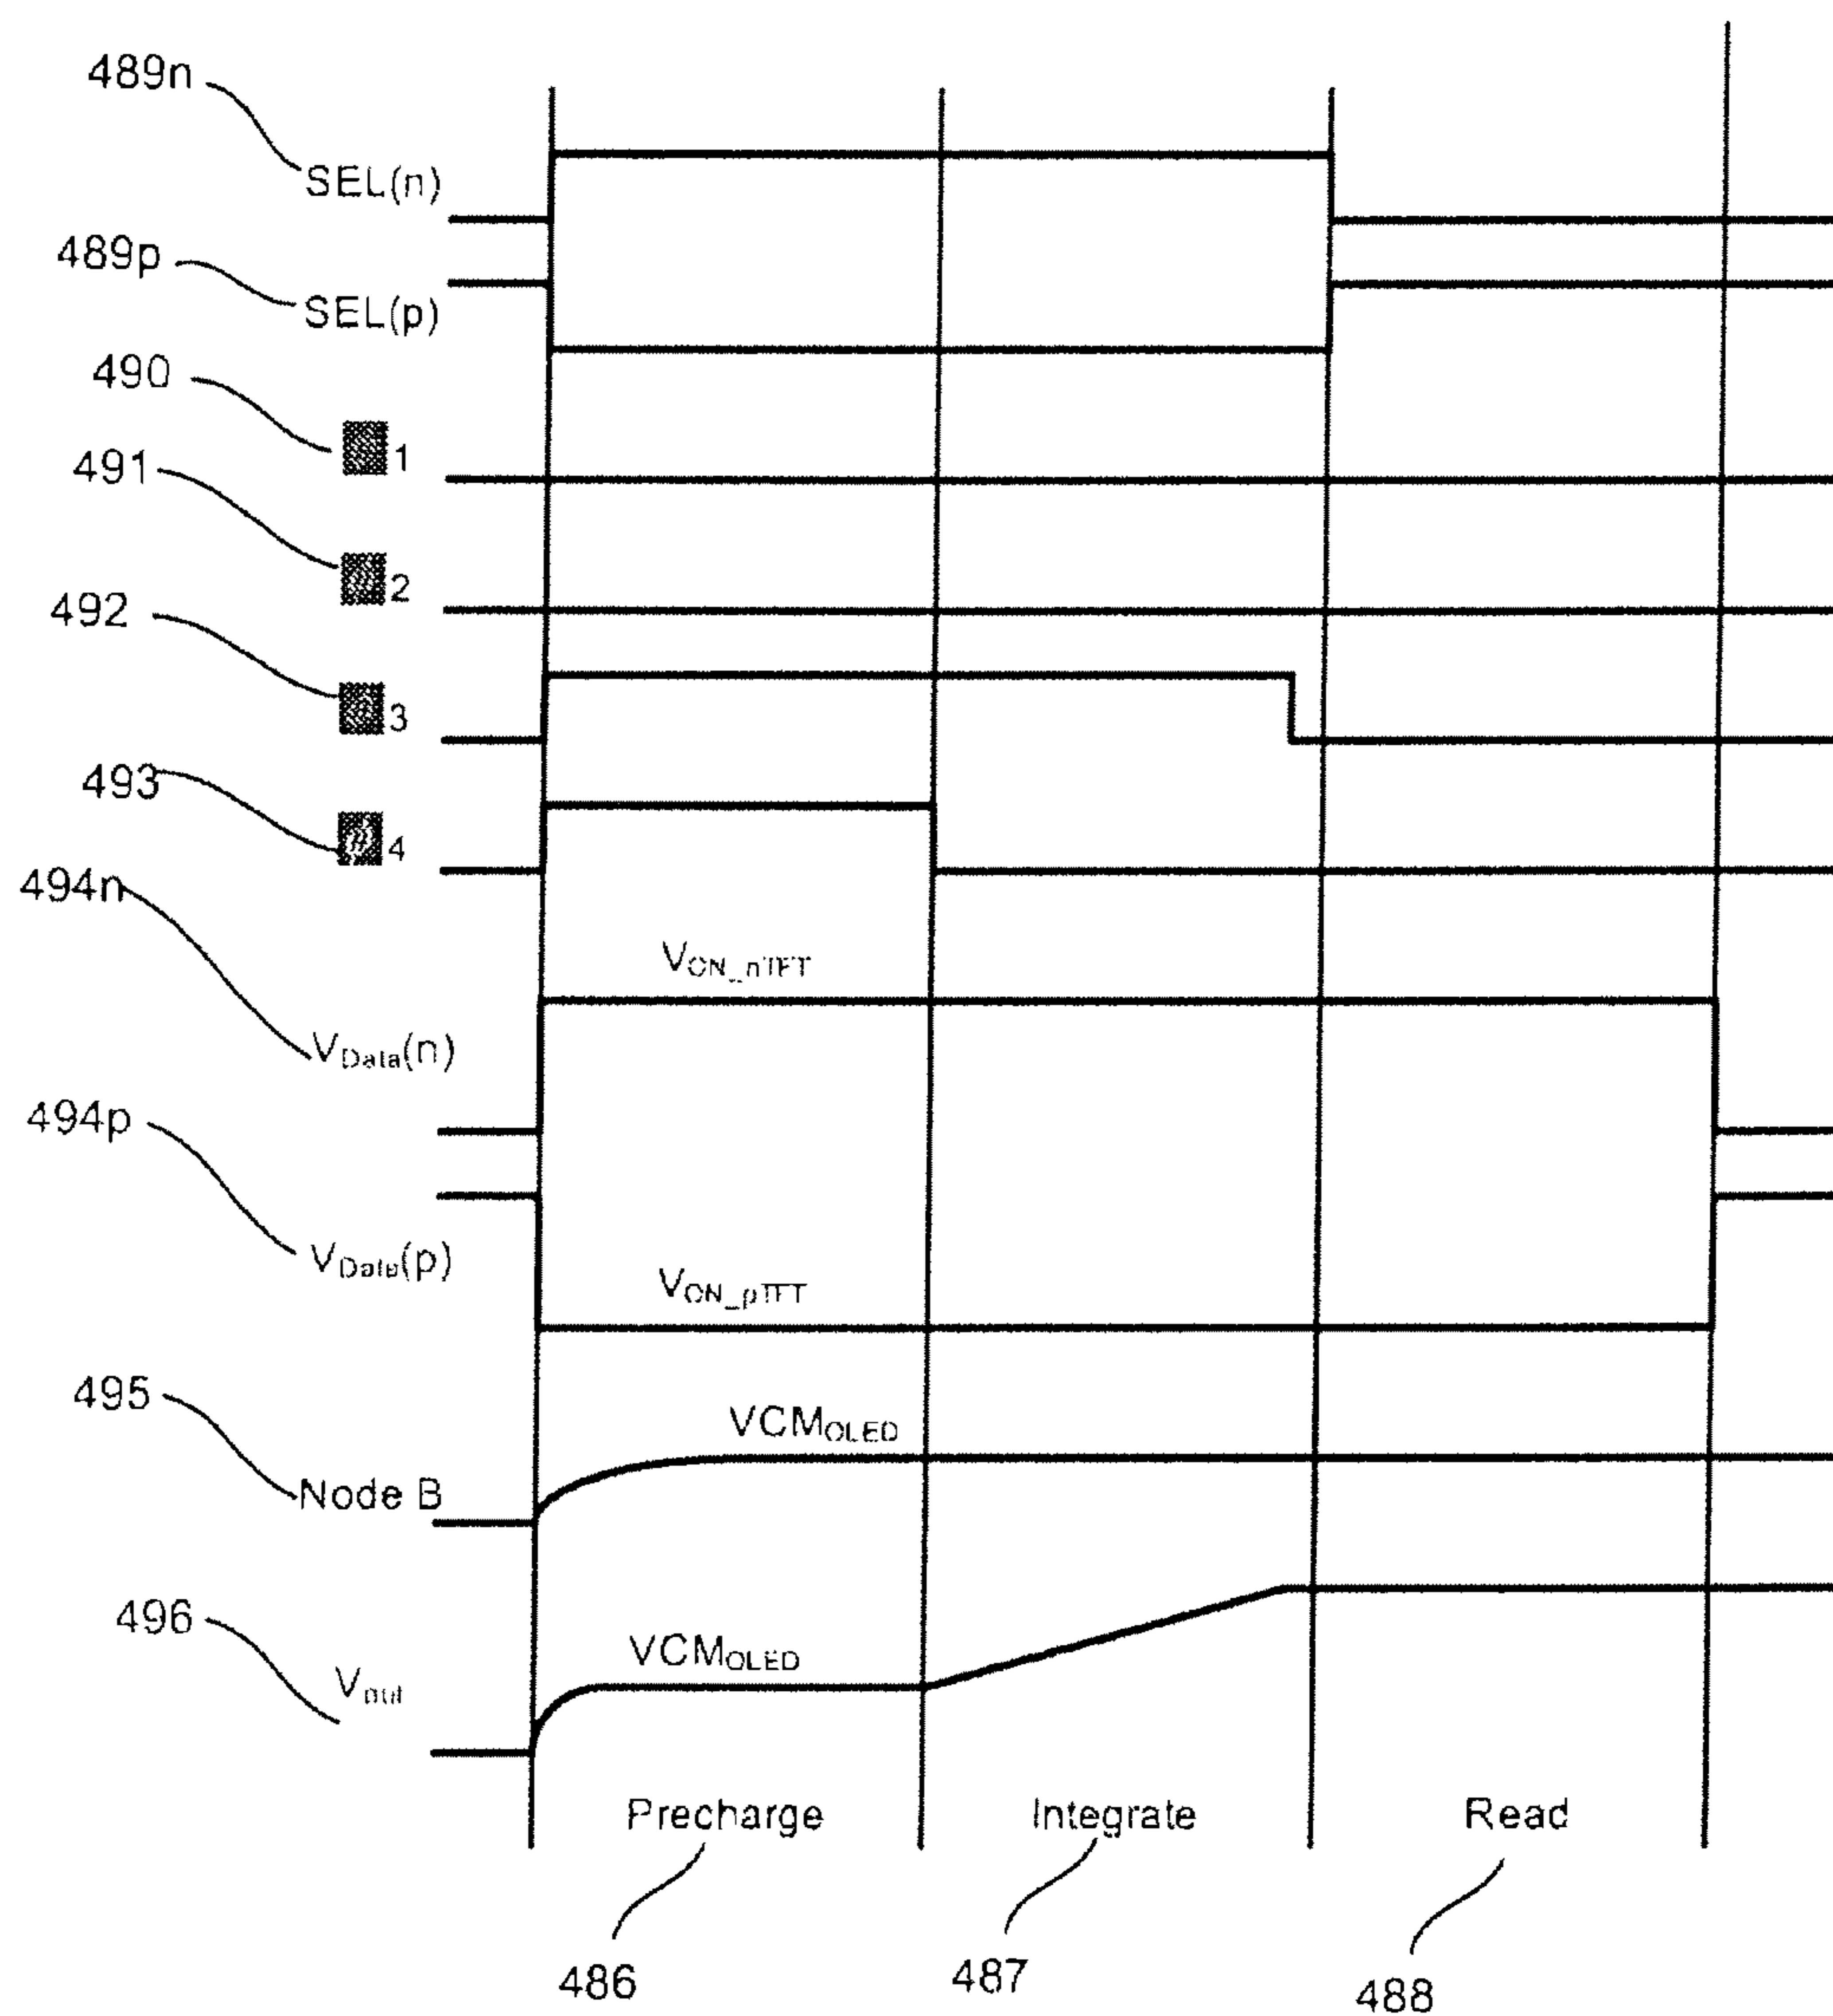 489n
SEL(n)
489p
SEL(p)
490
1
491
2
492
3
493
#4
494n
V_ON_nTFT
V_Data(n)
494p
V_Data(p)
V_ON_pTFT
495
VCM_OLED
Node B
496
VCM_OLED
V_out
Precharge
Integrate
Read
486
487
488